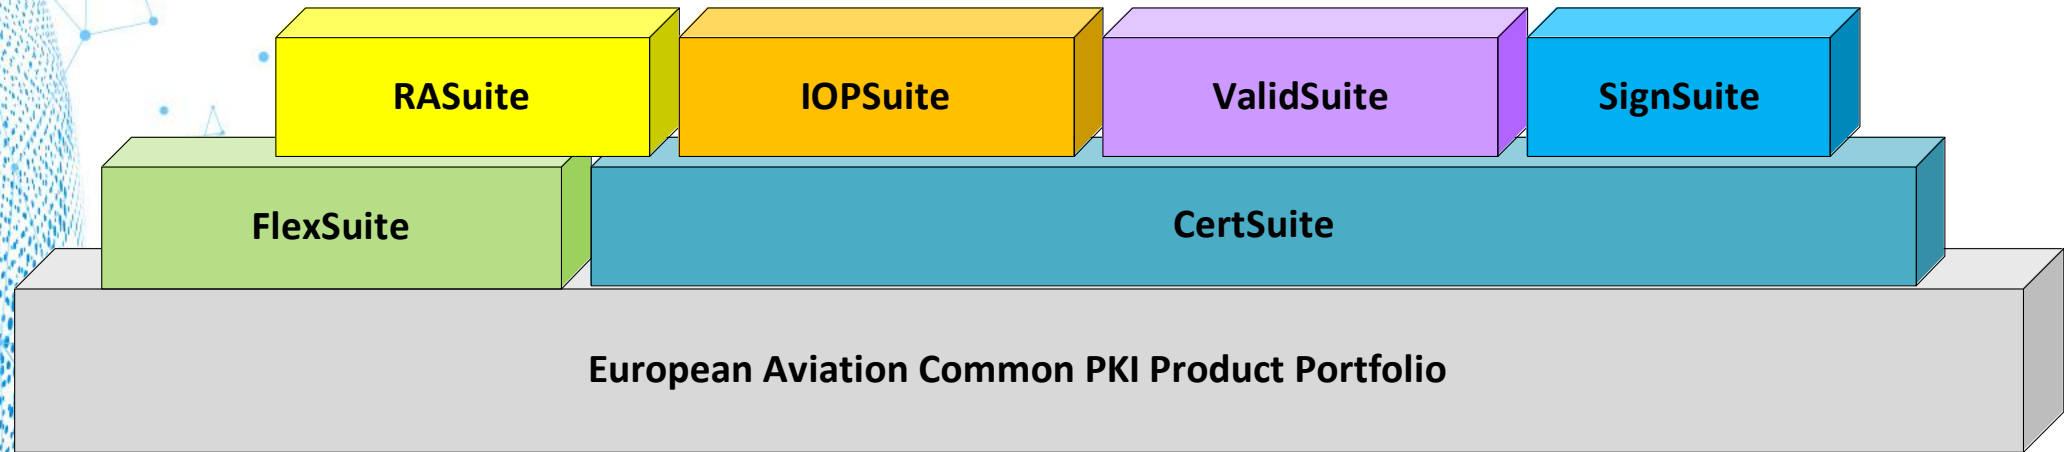 RASuite
IOPSuite
ValidSuite
SignSuite
FlexSuite
CertSuite
European Aviation Common PKI Product Portfolio